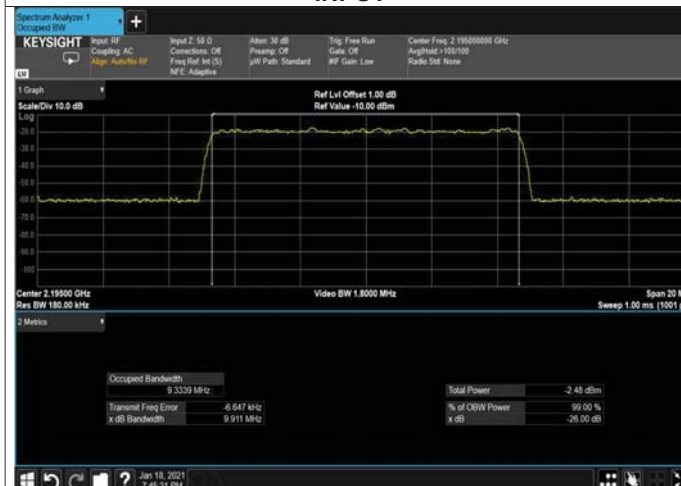 Spectrum Analyzer 1
Occupied BW
+
KEYSIGHT
Input: RF
Coupling: AC
Align: Auto/No RF
Input Z: 50 Ω
Corrections: Off
Freq Ref: Int (S)
NFE: Adaptive
Atten: 30 dB
Preamp: Off
µW Path: Standard
Trig: Free Run
Gate: Off
#IF Gain: Low
Center Freq: 2.195000000 GHz
Avg|Hold:>100/100
Radio Std: None
1 Graph
Scale/Div 10.0 dB
Ref Lvl Offset 1.00 dB
Ref Value -10.00 dBm
Log
-20.0
-30.0
-40.0
-50.0
-60.0
-70.0
-80.0
-90.0
-100
Center 2.19500 GHz
Res BW 180.00 kHz
Video BW 1.8000 MHz
Span 20
Sweep 1.00 ms (1001
2 Metrics
Occupied Bandwidth
9.3339 MHz
Transmit Freq Error -6.647 kHz
x dB Bandwidth 9.911 MHz
Total Power -2.48 dBm
% of OBW Power 99.00 %
x dB -26.00 dB
?
Jan 18, 2021
7:45:31 PM